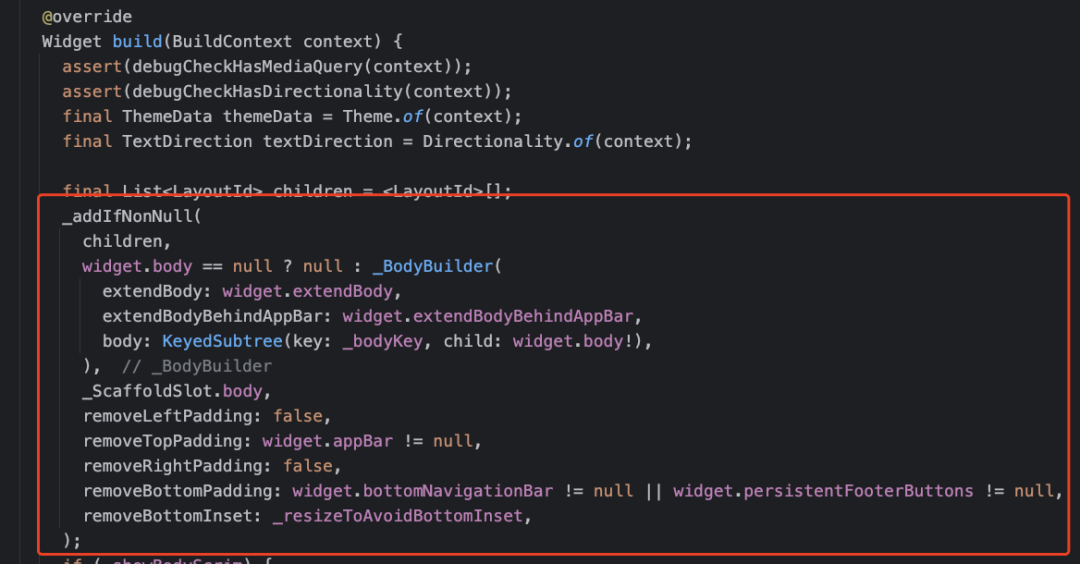 @override
Widget build(BuildContext context) {
assert(debugCheckHasMediaQuery(context));
assert(debugCheckHasDirectionality(context));
final ThemeData themeData = Theme.of(context);
final TextDirection textDirection = Directionality.of(context);
final List<LayoutId> children = <LayoutId>[];
_addIfNonNull(
children,
widget.body == null ? null : _BodyBuilder(
extendBody: widget.extendBody,
extendBodyBehindAppBar: widget.extendBodyBehindAppBar,
body: KeyedSubtree(key: _bodyKey, child: widget.body!),
), // _BodyBuilder
_ScaffoldSlot.body,
removeLeftPadding: false,
removeTopPadding: widget.appBar != null,
removeRightPadding: false,
removeBottomPadding: widget.bottomNavigationBar != null || widget.persistentFooterButtons != null,
removeBottomInset: _resizeToAvoidBottomInset,
);
if (_showBodyScrim) {